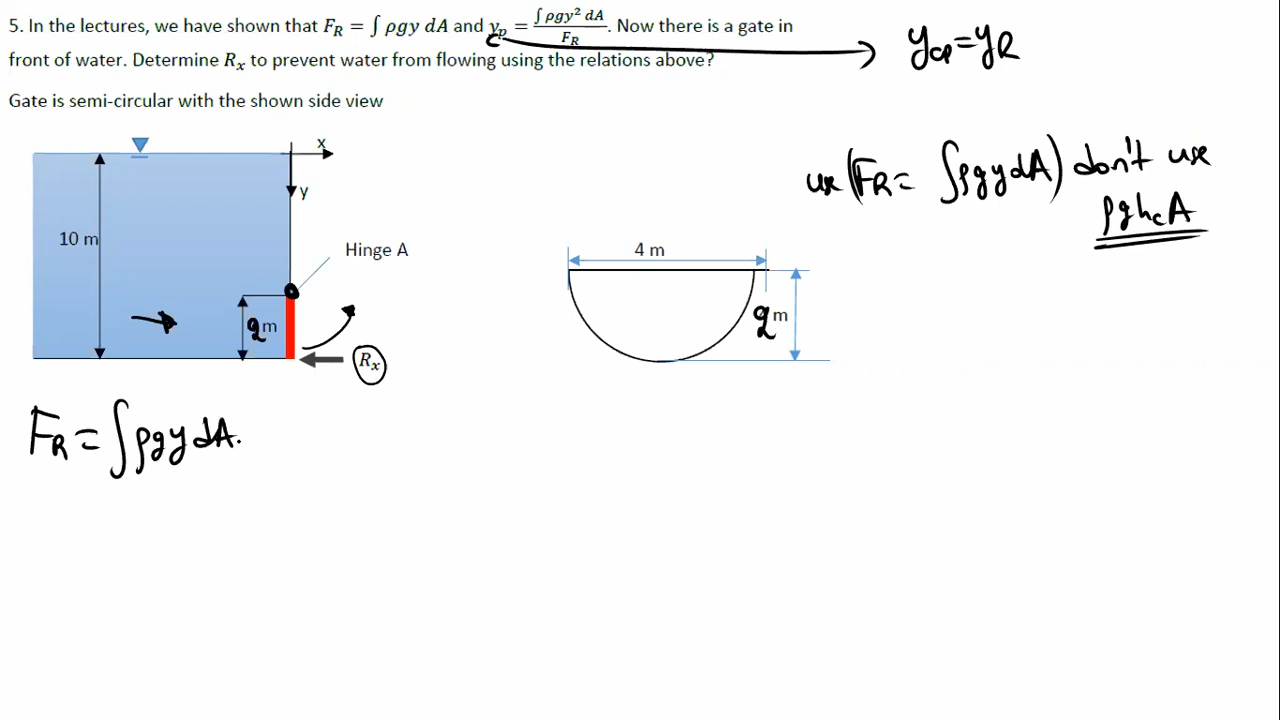 5. In the lectures, we have shown that F_R = ∫ ρgy dA and y_p = ∫ρgy² dA / F_R. Now there is a gate in
front of water. Determine R_x to prevent water from flowing using the relations above?
y_cp = y_R
Gate is semi-circular with the shown side view
x
y
use (F_R = ∫ρgy dA) don't use
ρgh_cA
10 m
Hinge A
4 m
2 m
2 m
R_x
F_R = ∫ρgy dA.